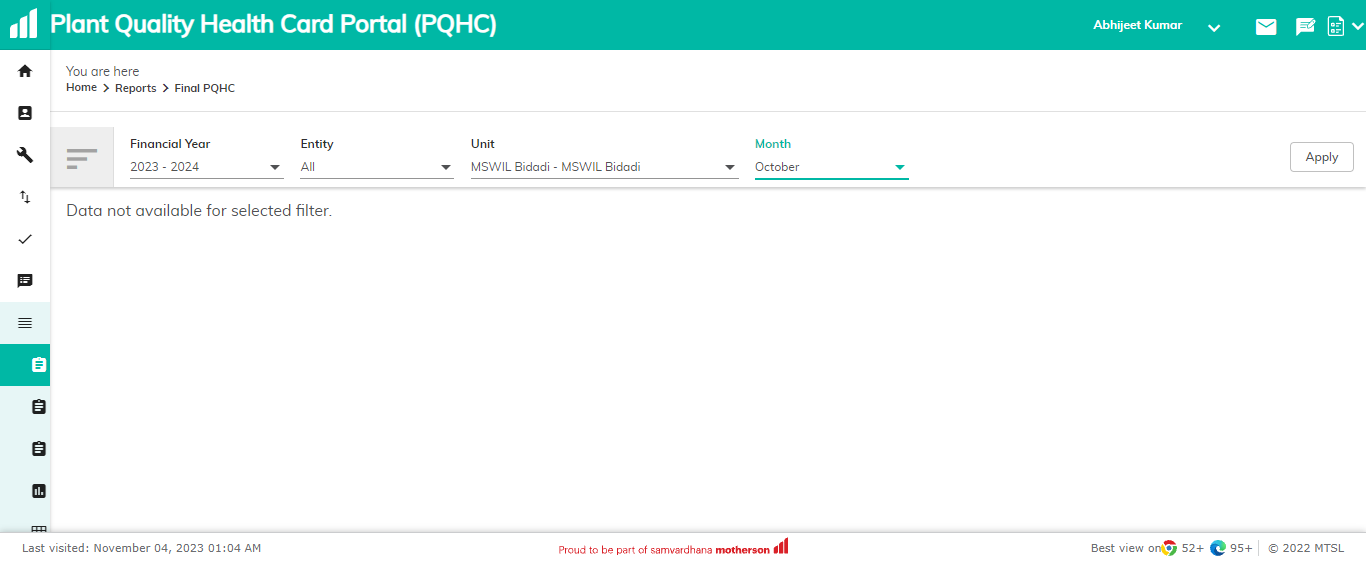 Plant Quality Health Card Portal (PQHC)
Abhijeet Kumar
You are here
Home > Reports > Final PQHC
Financial Year
2023 - 2024
Entity
All
Unit
MSWIL Bidadi - MSWIL Bidadi
Month
October
Apply
Data not available for selected filter.
Last visited: November 04, 2023 01:04 AM
Proud to be part of samvardhana motherson
Best view on 52+ 95+ © 2022 MTSL